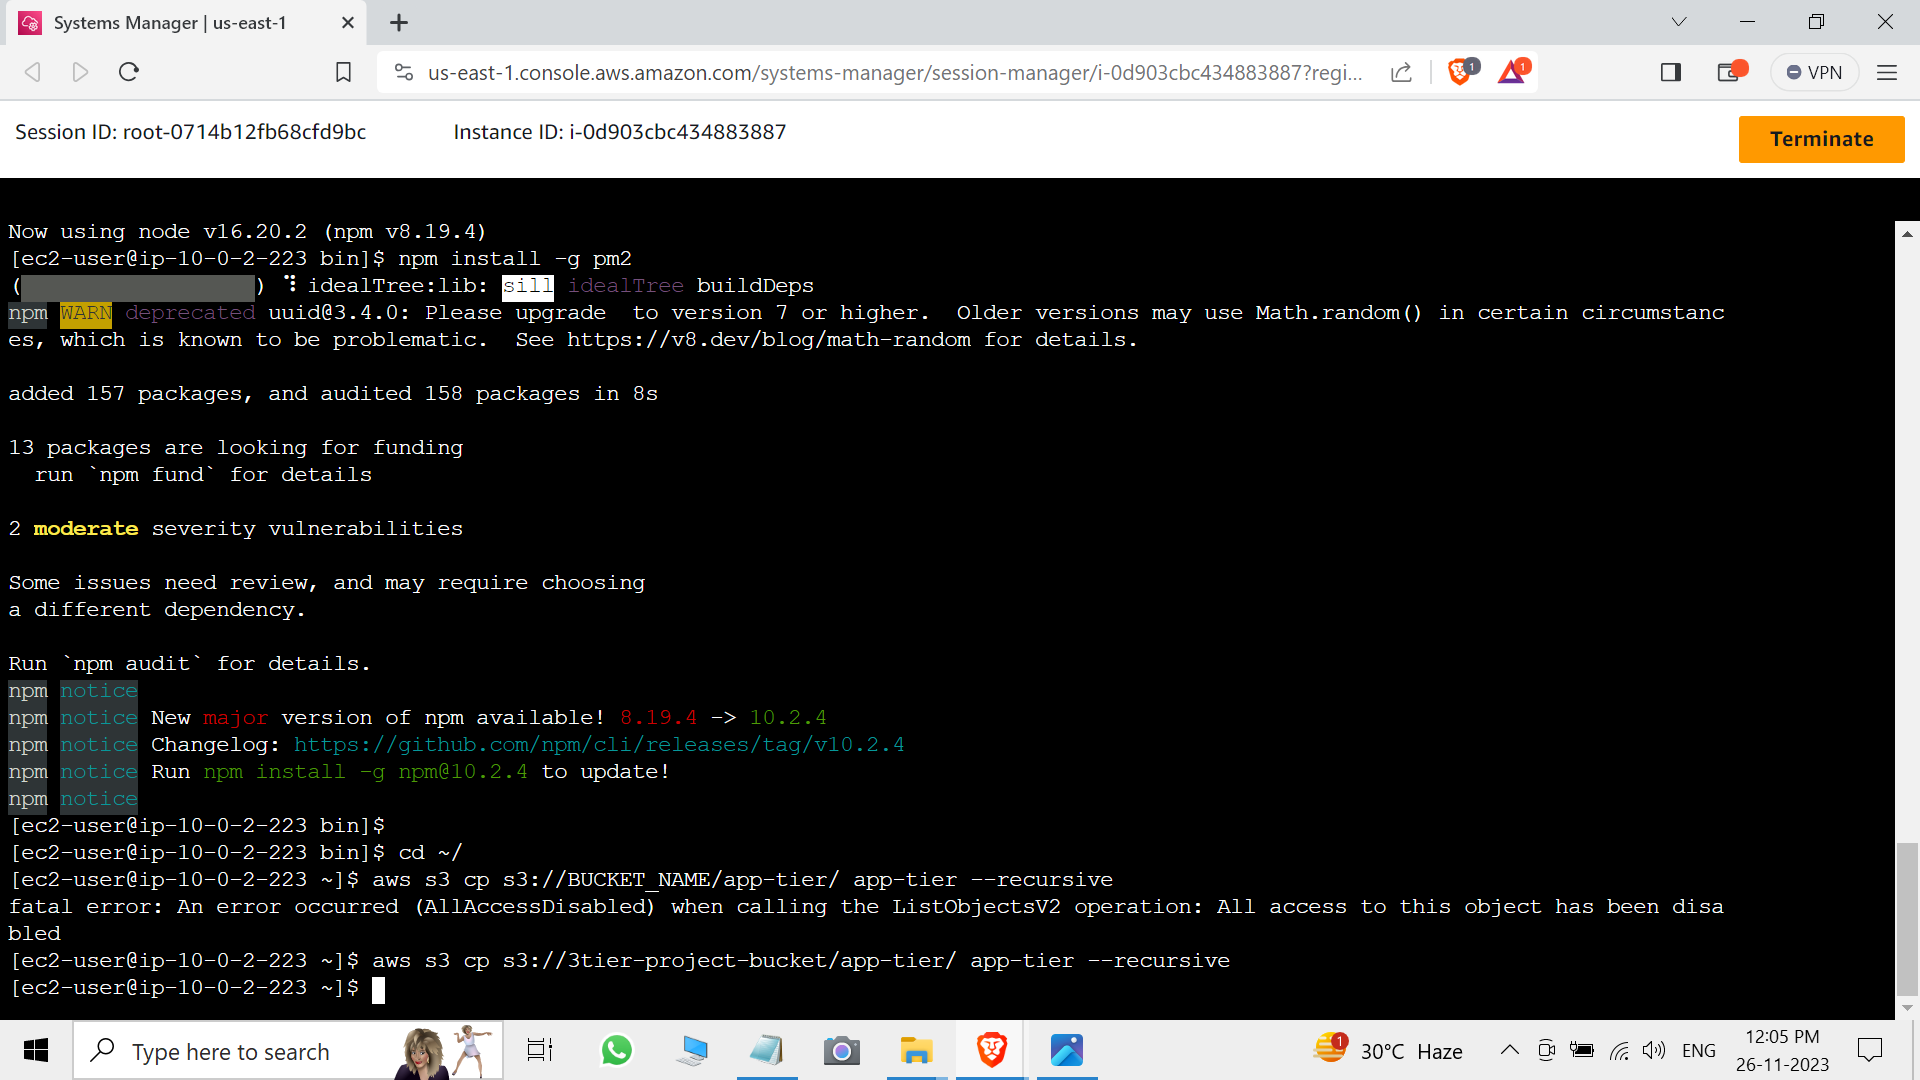 Systems Manager | us-east-1
us-east-1.console.aws.amazon.com/systems-manager/session-manager/i-0d903cbc434883887?regi...
1
1
VPN
Session ID: root-0714b12fb68cfd9bc
Instance ID: i-0d903cbc434883887
Terminate
Now using node v16.20.2 (npm v8.19.4)
[ec2-user@ip-10-0-2-223 bin]$ npm install -g pm2
( ) ⠹ idealTree:lib: sill idealTree buildDeps
npm WARN deprecated uuid@3.4.0: Please upgrade  to version 7 or higher.  Older versions may use Math.random() in certain circumstanc
es, which is known to be problematic.  See https://v8.dev/blog/math-random for details.
added 157 packages, and audited 158 packages in 8s
13 packages are looking for funding
run `npm fund` for details
2 moderate severity vulnerabilities
Some issues need review, and may require choosing
a different dependency.
Run `npm audit` for details.
npm notice
npm notice New major version of npm available! 8.19.4 -> 10.2.4
npm notice Changelog: https://github.com/npm/cli/releases/tag/v10.2.4
npm notice Run npm install -g npm@10.2.4 to update!
npm notice
[ec2-user@ip-10-0-2-223 bin]$
[ec2-user@ip-10-0-2-223 bin]$ cd ~/
[ec2-user@ip-10-0-2-223 ~]$ aws s3 cp s3://BUCKET_NAME/app-tier/ app-tier --recursive
fatal error: An error occurred (AllAccessDisabled) when calling the ListObjectsV2 operation: All access to this object has been disa
bled
[ec2-user@ip-10-0-2-223 ~]$ aws s3 cp s3://3tier-project-bucket/app-tier/ app-tier --recursive
[ec2-user@ip-10-0-2-223 ~]$
Type here to search
1
30°C Haze
ENG
12:05 PM
26-11-2023